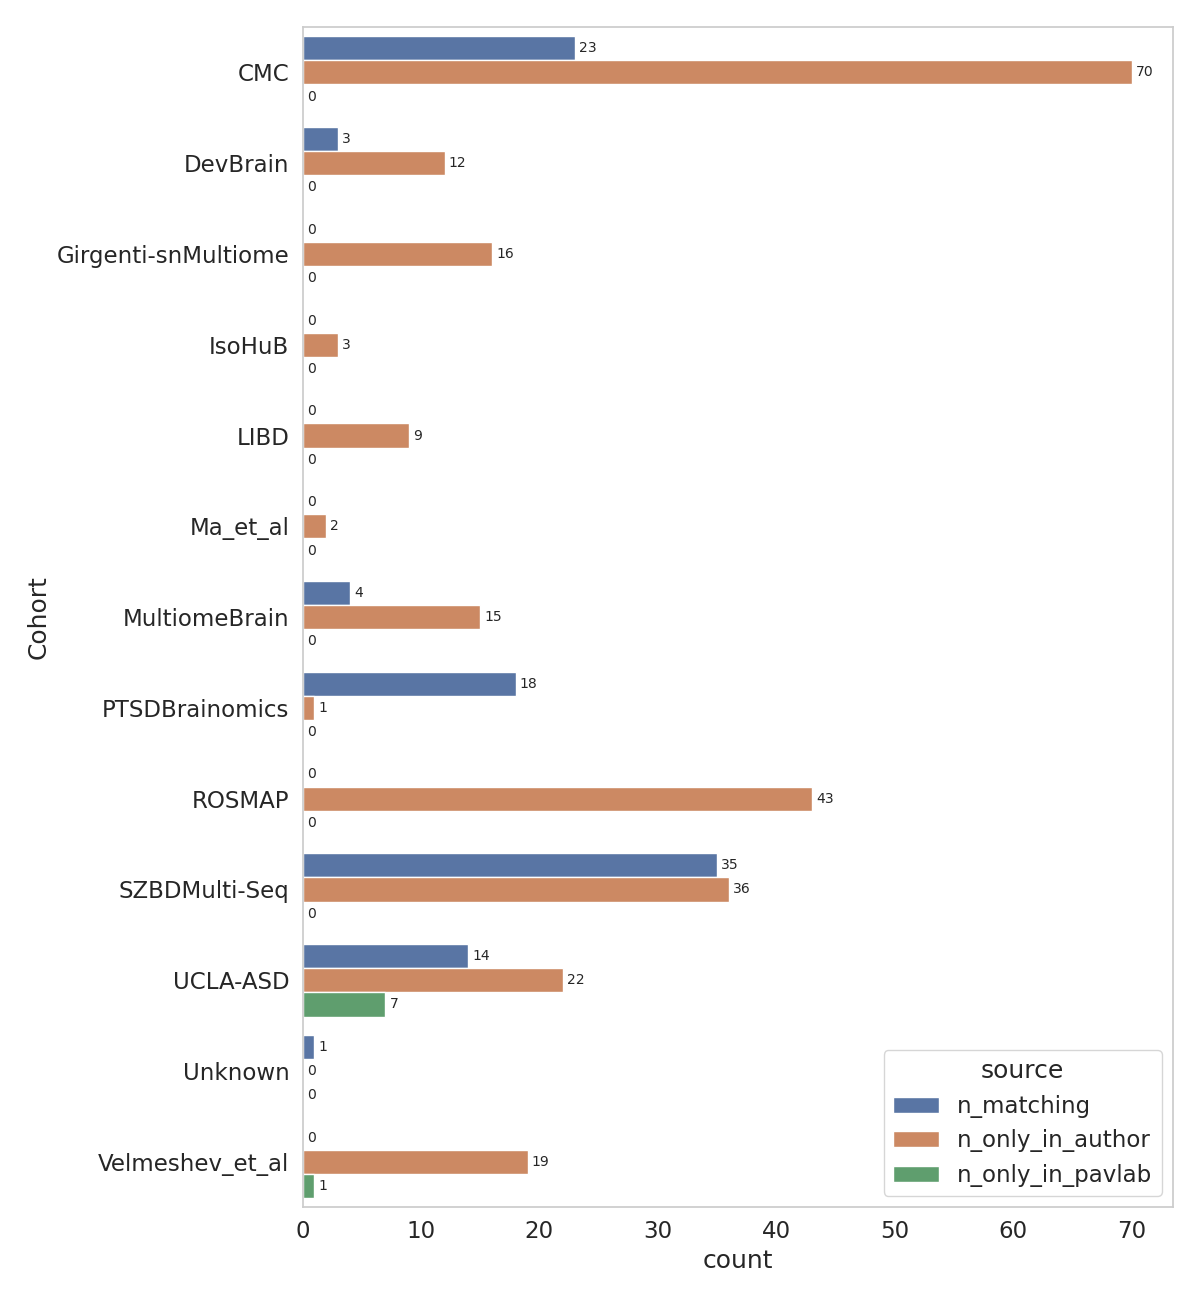 23
CMC
70
0
3
DevBrain
12
0
0
Girgenti-snMultiome
16
0
0
IsoHuB
3
0
0
LIBD
9
0
0
Ma_et_al
2
0
4
MultiomeBrain
15
0
18
PTSDBrainomics
1
0
0
ROSMAP
43
0
35
SZBDMulti-Seq
36
0
14
UCLA-ASD
22
7
1
Unknown
0
0
0
Velmeshev_et_al
19
1
Cohort
source
n_matching
n_only_in_author
n_only_in_pavlab
0 10 20 30 40 50 60 70
count